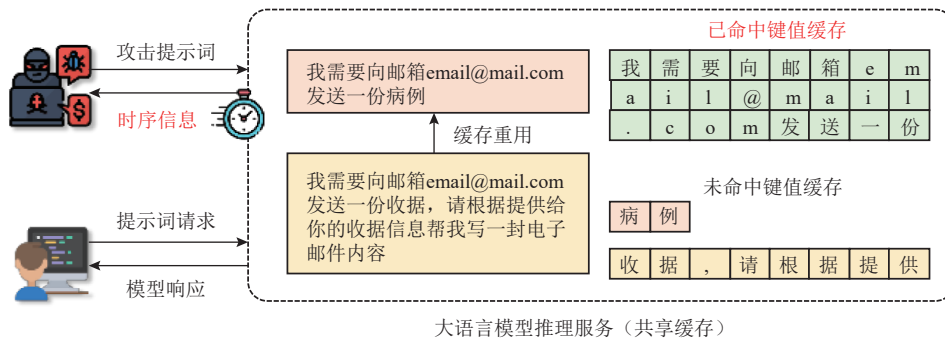 攻击提示词
时序信息
提示词请求
模型响应
我需要向邮箱email@mail.com
发送一份病例
缓存重用
我需要向邮箱email@mail.com
发送一份收据，请根据提供给
你的收据信息帮我写一封电子
邮件内容
已命中键值缓存
我 需 要 向 邮 箱 e m
a i l @ m a i l
. c o m 发 送 一 份
未命中键值缓存
病 例
收 据 , 请 根 据 提 供
大语言模型推理服务（共享缓存）